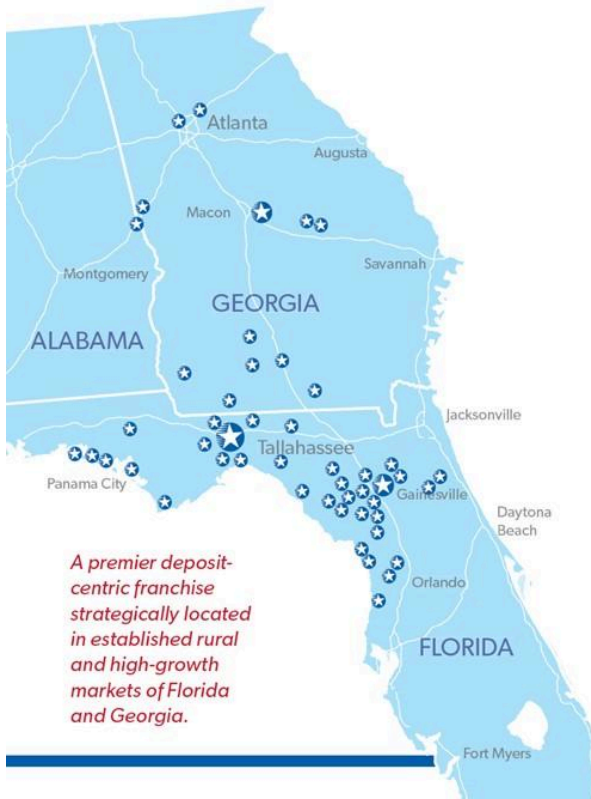 Atlanta
Augusta
Macon
Savannah
Montgomery
GEORGIA
ALABAMA
Jacksonville
Tallahassee
Panama City
Gainesville
Daytona
Beach
A premier deposit-
centric franchise
strategically located
in established rural
and high-growth
markets of Florida
and Georgia.
Orlando
FLORIDA
Fort Myers